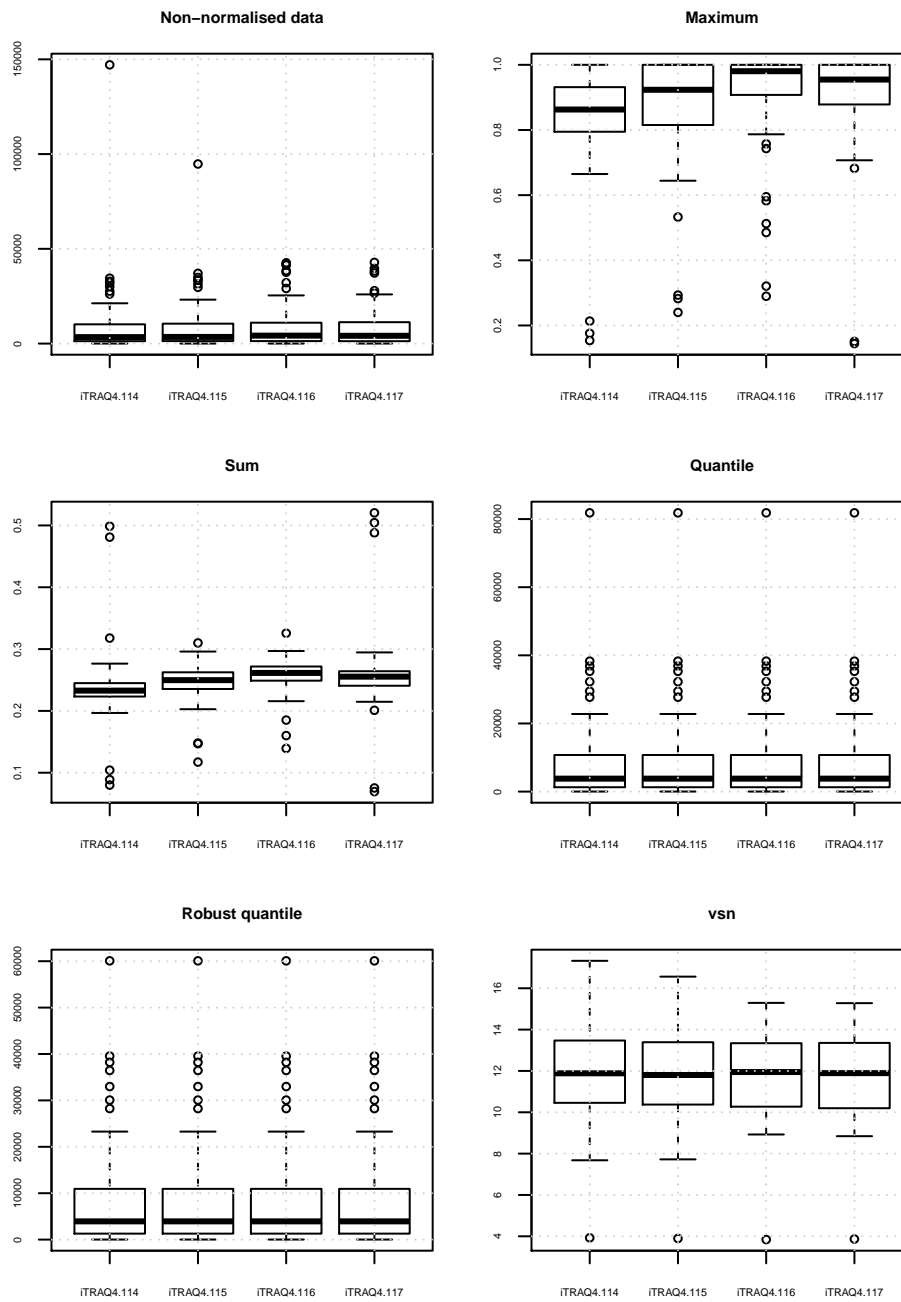 Non−normalised data
150000
100000
50000
0
iTRAQ4.114 iTRAQ4.115 iTRAQ4.116 iTRAQ4.117
Maximum
1.0
0.8
0.6
0.4
0.2
iTRAQ4.114 iTRAQ4.115 iTRAQ4.116 iTRAQ4.117
Sum
0.5
0.4
0.3
0.2
0.1
iTRAQ4.114 iTRAQ4.115 iTRAQ4.116 iTRAQ4.117
Quantile
80000
60000
40000
20000
0
iTRAQ4.114 iTRAQ4.115 iTRAQ4.116 iTRAQ4.117
Robust quantile
60000
50000
40000
30000
20000
10000
0
iTRAQ4.114 iTRAQ4.115 iTRAQ4.116 iTRAQ4.117
vsn
16
14
12
10
8
6
4
iTRAQ4.114 iTRAQ4.115 iTRAQ4.116 iTRAQ4.117